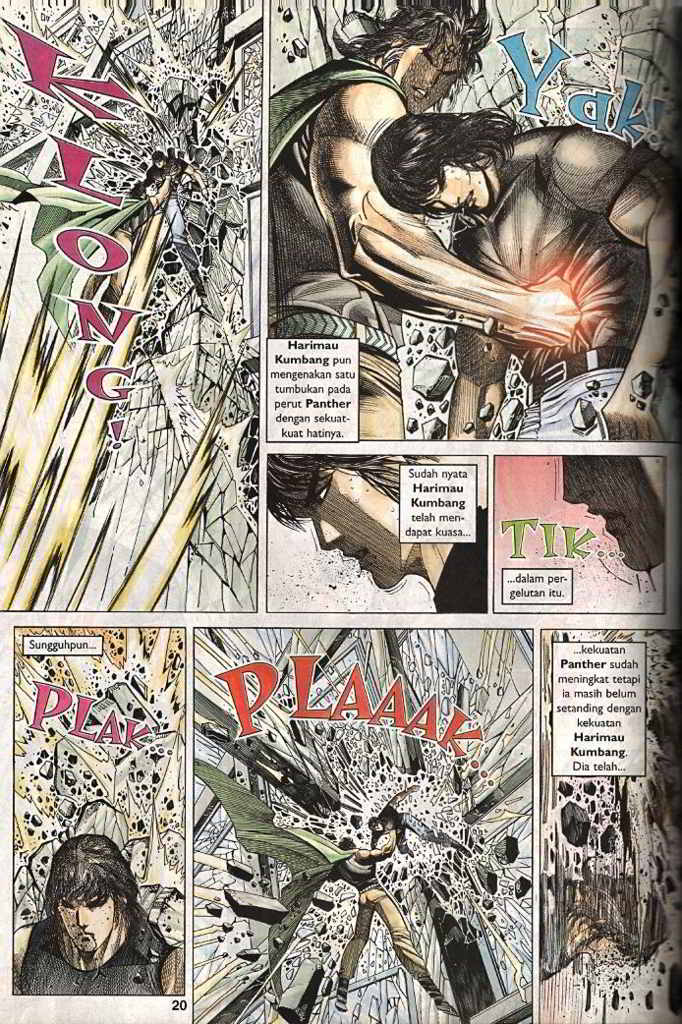 KLONG!
Yak!
Harimau
Kumbang pun
mengenakan satu
tumbukan pada
perut Panther
dengan sekuat-
kuat hatinya.
Sudah nyata
Harimau
Kumbang
telah men-
dapat kuasa...
TIK...
...dalam per-
gelutan itu.
Sungguhpun...
PLAK
PLAAAK...
...kekuatan
Panther sudah
meningkat tetapi
ia masih belum
setanding dengan
kekuatan
Harimau
Kumbang.
Dia telah...
20